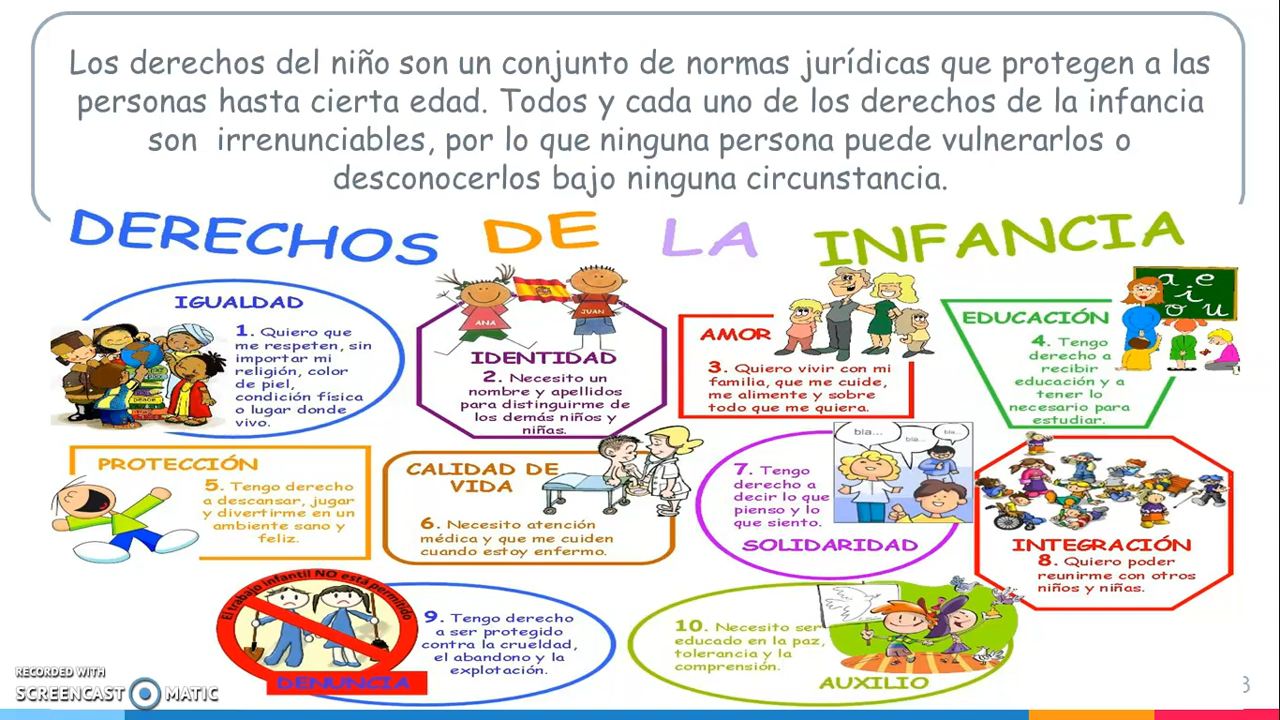 Los derechos del niño son un conjunto de normas jurídicas que protegen a las
personas hasta cierta edad. Todos y cada uno de los derechos de la infancia
son irrenunciables, por lo que ninguna persona puede vulnerarlos o
desconocerlos bajo ninguna circunstancia.
DERECHOS DE LA INFANCIA
IGUALDAD
1. Quiero que
me respeten, sin
importar mi
religión, color
de piel,
condición física
o lugar donde
vivo.
ANA
JUAN
IDENTIDAD
2. Necesito un
nombre y apellidos
para distinguirme de
los demás niños y
niñas.
AMOR
3. Quiero vivir con mi
familia, que me cuide,
me alimente y sobre
todo que me quiera.
a e
i
o u
EDUCACIÓN
4. Tengo
derecho a
recibir
educación y a
tener lo
necesario para
estudiar.
PROTECCIÓN
5. Tengo derecho
a descansar, jugar
y divertirme en un
ambiente sano y
feliz.
CALIDAD DE
VIDA
6. Necesito atención
médica y que me cuiden
cuando estoy enfermo.
bla...
bla...
bla...
7. Tengo
derecho a
decir lo que
pienso y lo
que siento.
SOLIDARIDAD
INTEGRACIÓN
8. Quiero poder
reunirme con otros
niños y niñas.
El trabajo infantil NO está permitido
9. Tengo derecho
a ser protegido
contra la crueldad,
el abandono y la
explotación.
DENUNCIA
10. Necesito ser
educado en la paz,
tolerancia y la
comprensión.
AUXILIO
RECORDED WITH
SCREENCAST MATIC
3